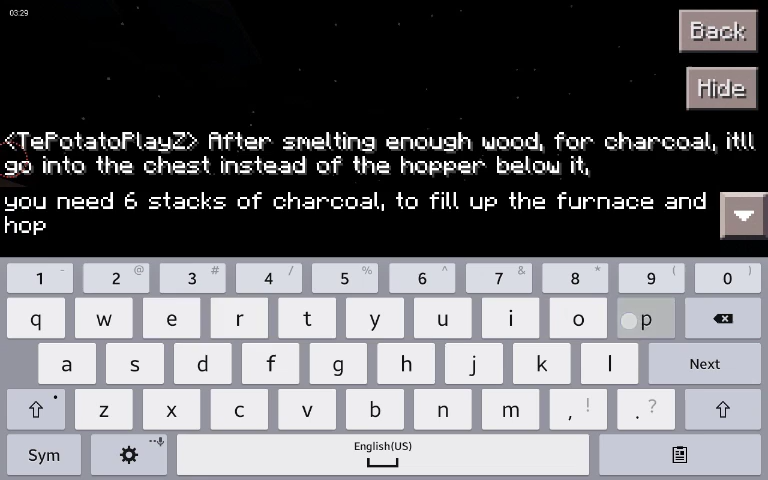 03:29
Back
Hide
<TePotatoPlayZ> After smelting enough wood, for charcoal, itll
go into the chest instead of the hopper below it,
you need 6 stacks of charcoal, to fill up the furnace and
hop
1 - 2 @ 3 # 4 / 5 % 6 ^ 7 & 8 * 9 ( 0 )
q w e r t y u i o p
a s d f g h j k l Next
z x c v b n m , ! . ?
Sym English(US)